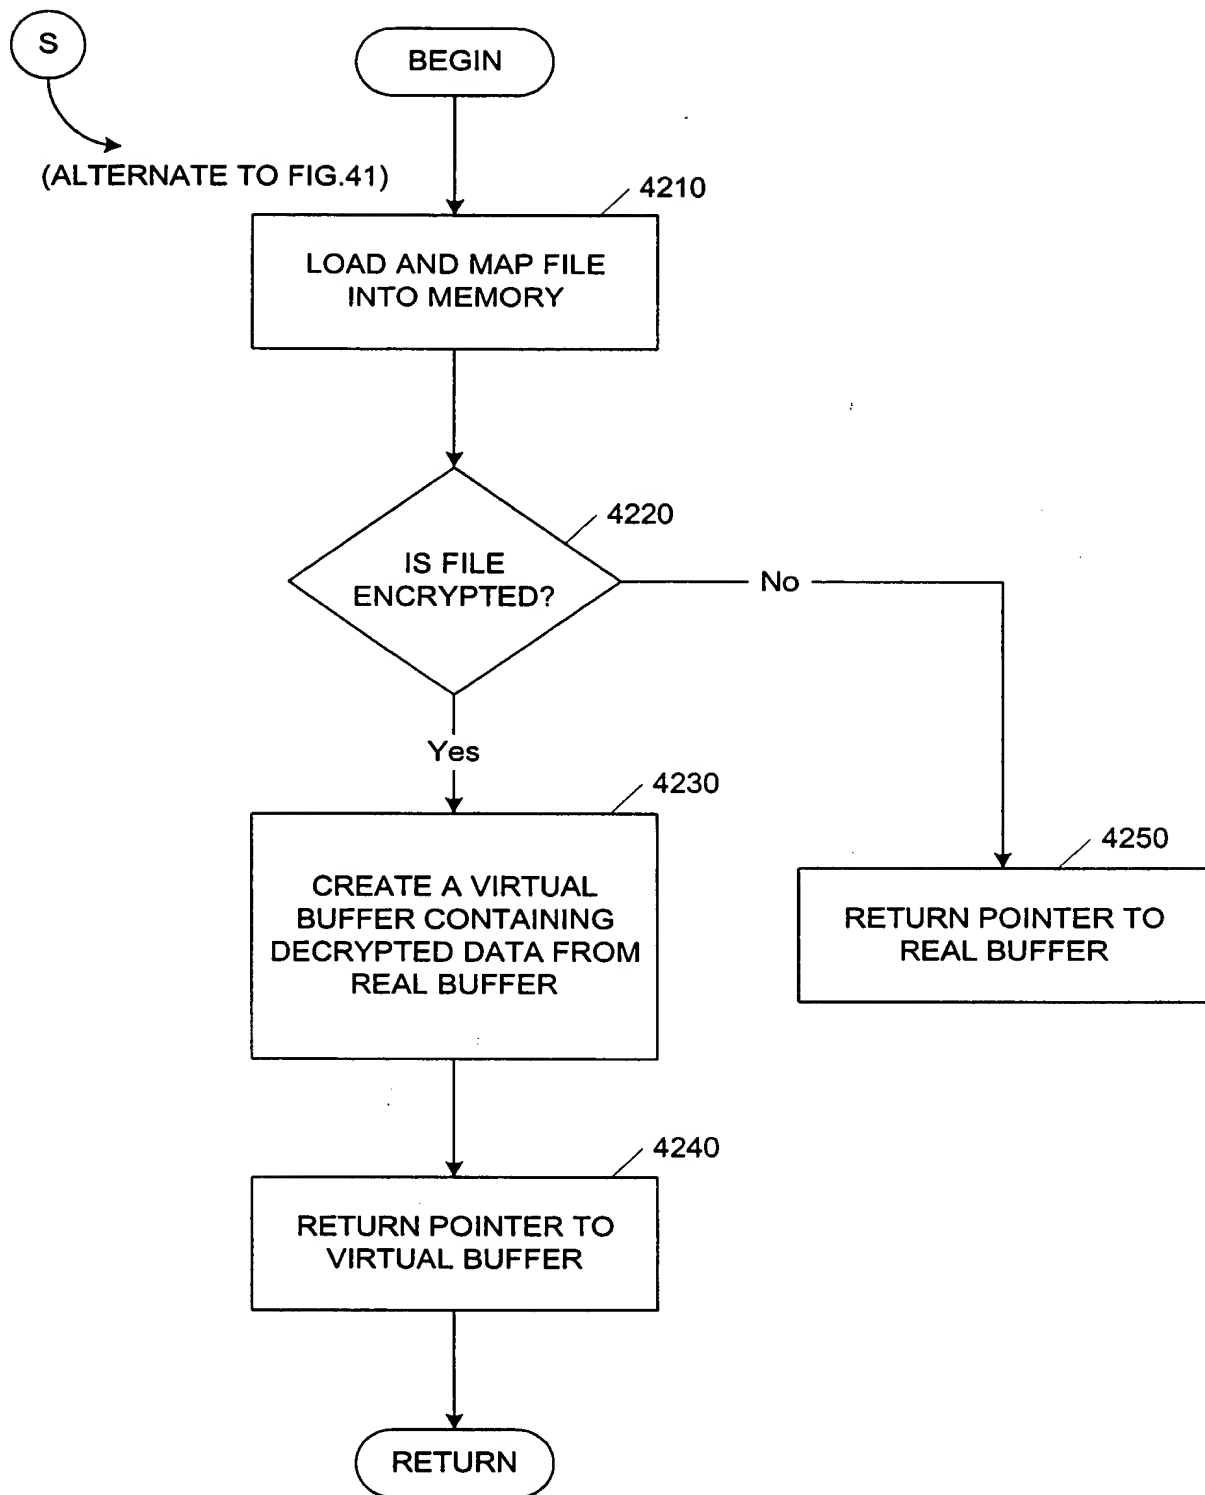 S
BEGIN
(ALTERNATE TO FIG.41)
4210
LOAD AND MAP FILE
INTO MEMORY
4220
IS FILE
ENCRYPTED?
No
Yes
4230
CREATE A VIRTUAL
BUFFER CONTAINING
DECRYPTED DATA FROM
REAL BUFFER
4250
RETURN POINTER TO
REAL BUFFER
4240
RETURN POINTER TO
VIRTUAL BUFFER
RETURN